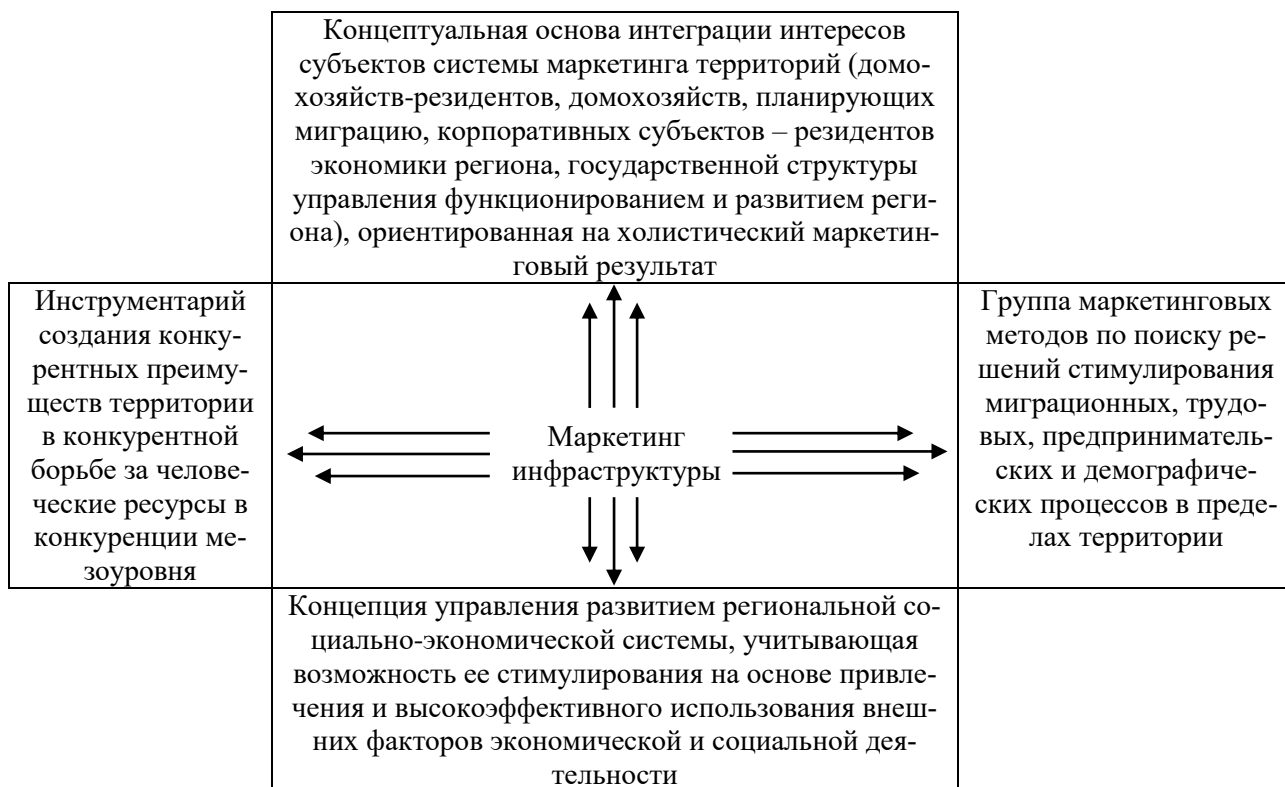 Концептуальная основа интеграции интересов
субъектов системы маркетинга территорий (домо-
хозяйств-резидентов, домохозяйств, планирующих
миграцию, корпоративных субъектов – резидентов
экономики региона, государственной структуры
управления функционированием и развитием реги-
она), ориентированная на холистический маркетин-
говый результат
Инструментарий
создания конку-
рентных преиму-
ществ территории
в конкурентной
борьбе за челове-
ческие ресурсы в
конкуренции ме-
зоуровня
Маркетинг
инфраструктуры
Группа маркетинговых
методов по поиску ре-
шений стимулирования
миграционных, трудо-
вых, предприниматель-
ских и демографиче-
ских процессов в преде-
лах территории
Концепция управления развитием региональной со-
циально-экономической системы, учитывающая
возможность ее стимулирования на основе привле-
чения и высокоэффективного использования внеш-
них факторов экономической и социальной дея-
тельности